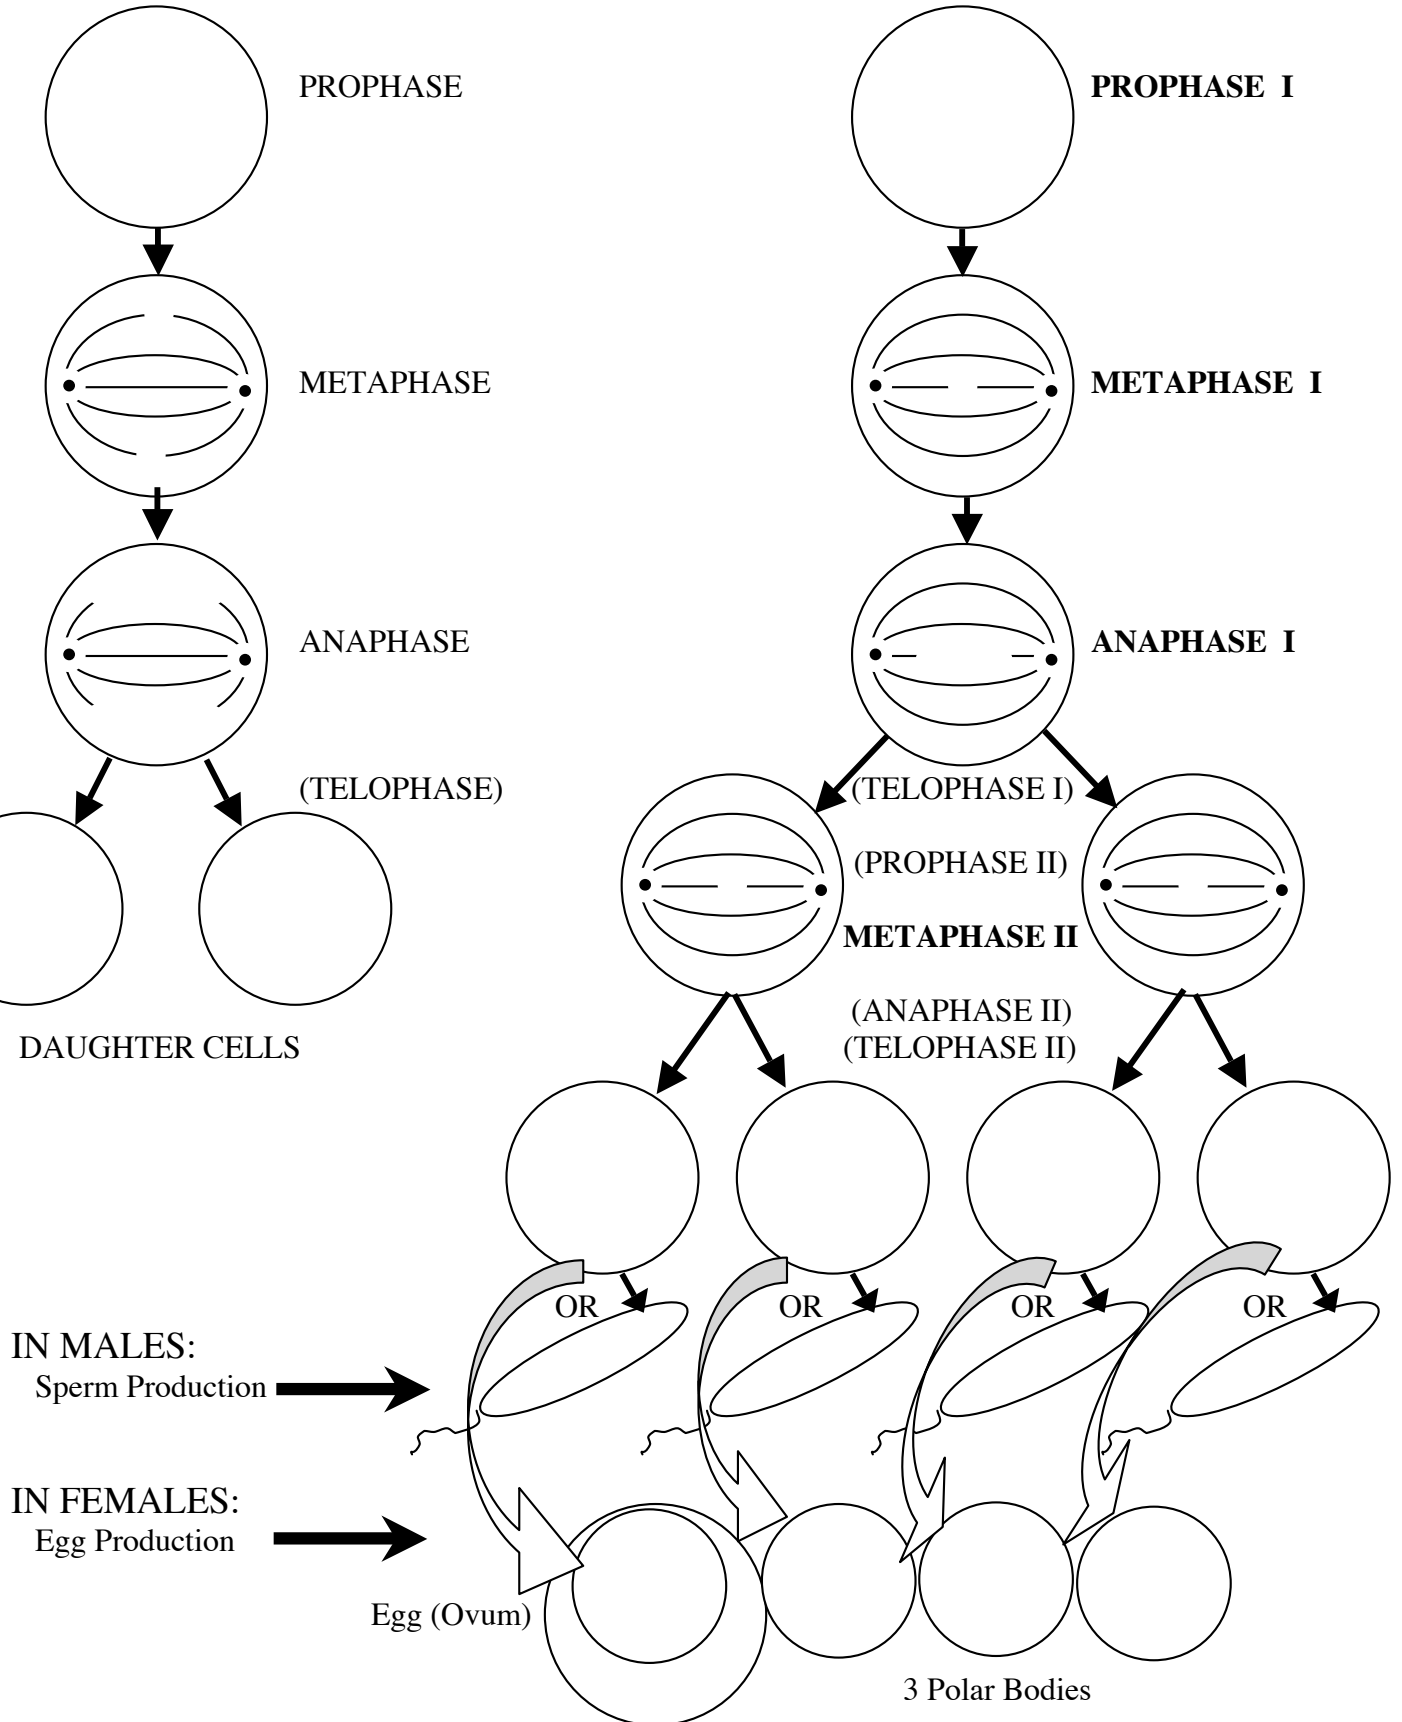 PROPHASE
PROPHASE I
METAPHASE
METAPHASE I
ANAPHASE
ANAPHASE I
(TELOPHASE)
(TELOPHASE I)
(PROPHASE II)
METAPHASE II
(ANAPHASE II)
(TELOPHASE II)
DAUGHTER CELLS
OR
OR
OR
OR
IN MALES:
Sperm Production
IN FEMALES:
Egg Production
Egg (Ovum)
3 Polar Bodies